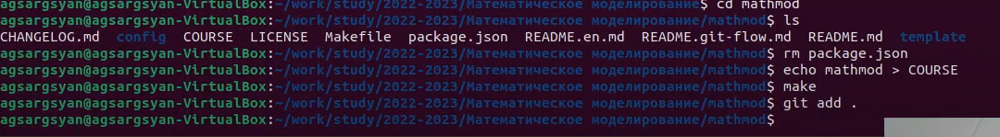 agsargsyan@agsargsyan-VirtualBox:~/work/study/2022-2023/Математическое моделирование$ cd mathmod
agsargsyan@agsargsyan-VirtualBox:~/work/study/2022-2023/Математическое моделирование/mathmod$ ls
CHANGELOG.md config COURSE LICENSE Makefile package.json README.en.md README.git-flow.md README.md template
agsargsyan@agsargsyan-VirtualBox:~/work/study/2022-2023/Математическое моделирование/mathmod$ rm package.json
agsargsyan@agsargsyan-VirtualBox:~/work/study/2022-2023/Математическое моделирование/mathmod$ echo mathmod > COURSE
agsargsyan@agsargsyan-VirtualBox:~/work/study/2022-2023/Математическое моделирование/mathmod$ make
agsargsyan@agsargsyan-VirtualBox:~/work/study/2022-2023/Математическое моделирование/mathmod$ git add .
agsargsyan@agsargsyan-VirtualBox:~/work/study/2022-2023/Математическое моделирование/mathmod$